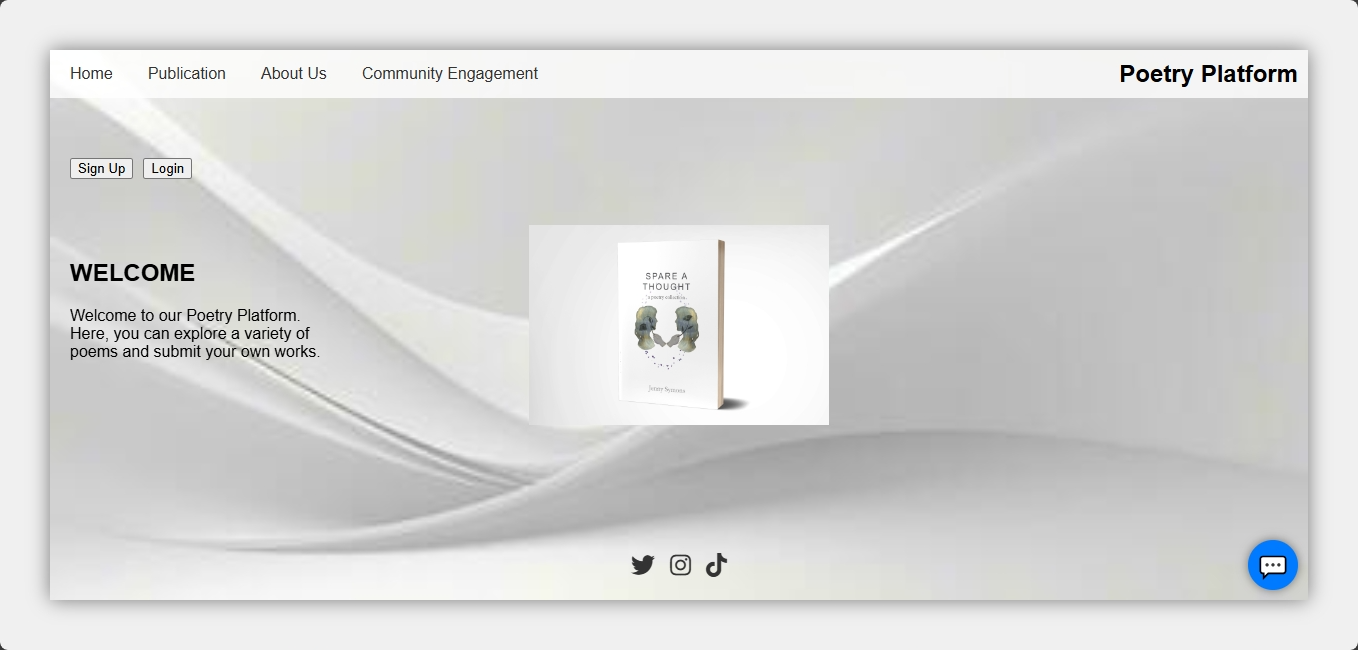 Home Publication About Us Community Engagement Poetry Platform
Sign Up Login
WELCOME
Welcome to our Poetry Platform.
Here, you can explore a variety of
poems and submit your own works.
SPARE A
THOUGHT
a poetry collection
Jenny Symons